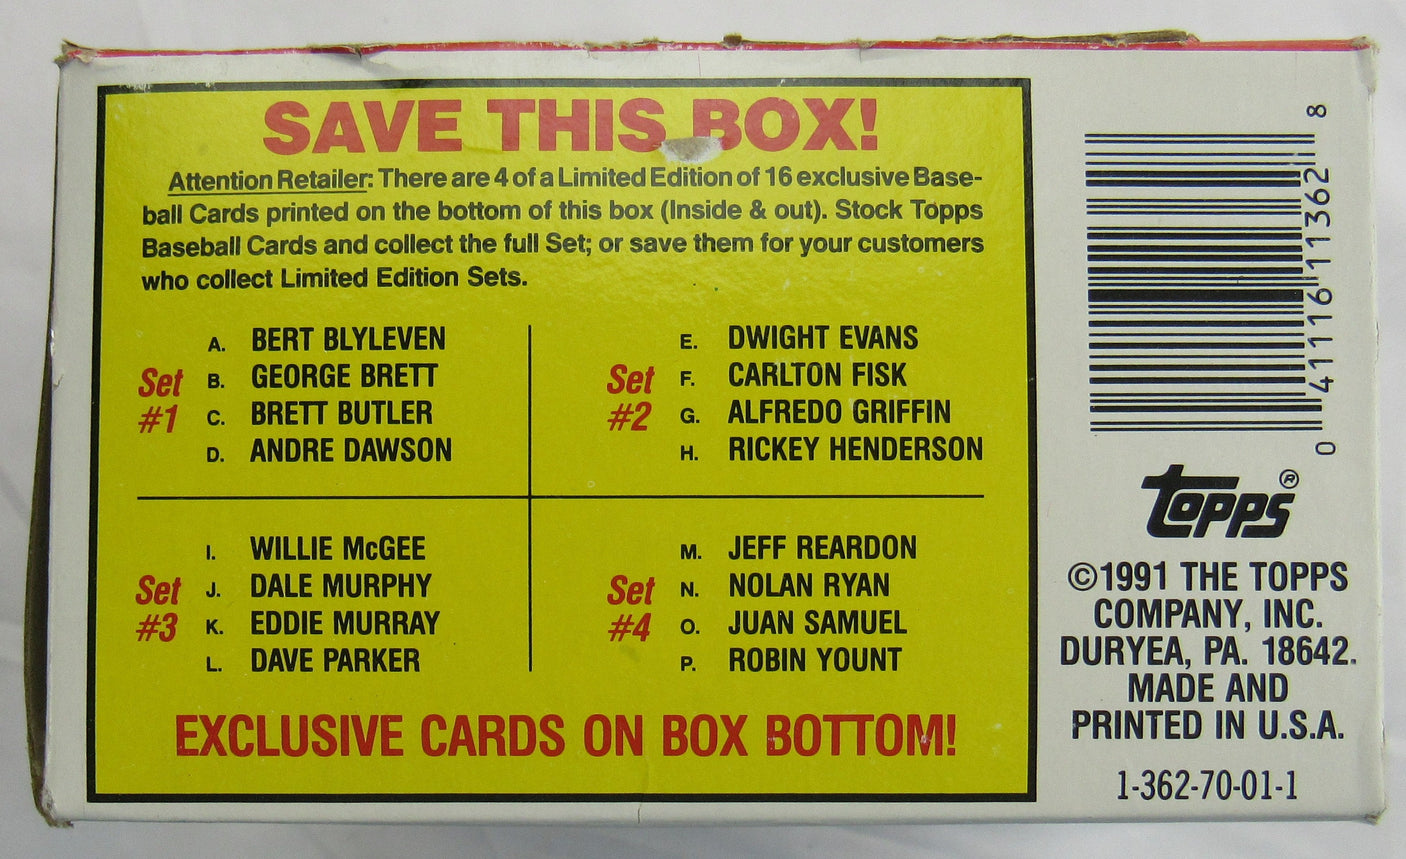 SAVE THIS BOX!
Attention Retailer: There are 4 of a Limited Edition of 16 exclusive Base-
ball Cards printed on the bottom of this box (Inside & out). Stock Topps
Baseball Cards and collect the full Set; or save them for your customers
who collect Limited Edition Sets.
Set
#1
A. BERT BLYLEVEN
B. GEORGE BRETT
C. BRETT BUTLER
D. ANDRE DAWSON
Set
#2
E. DWIGHT EVANS
F. CARLTON FISK
G. ALFREDO GRIFFIN
H. RICKEY HENDERSON
Set
#3
I. WILLIE McGEE
J. DALE MURPHY
K. EDDIE MURRAY
L. DAVE PARKER
Set
#4
M. JEFF REARDON
N. NOLAN RYAN
O. JUAN SAMUEL
P. ROBIN YOUNT
EXCLUSIVE CARDS ON BOX BOTTOM!
0 41116 11362 8
Topps®
©1991 THE TOPPS
COMPANY, INC.
DURYEA, PA. 18642.
MADE AND
PRINTED IN U.S.A.
1-362-70-01-1